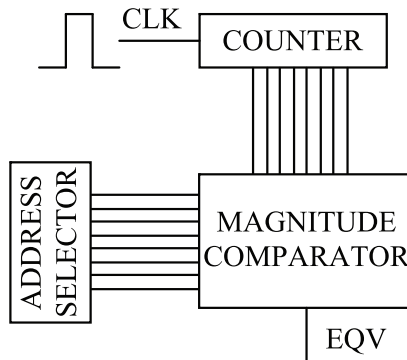 CLK
COUNTER
ADDRESS
SELECTOR
MAGNITUDE
COMPARATOR
EQV